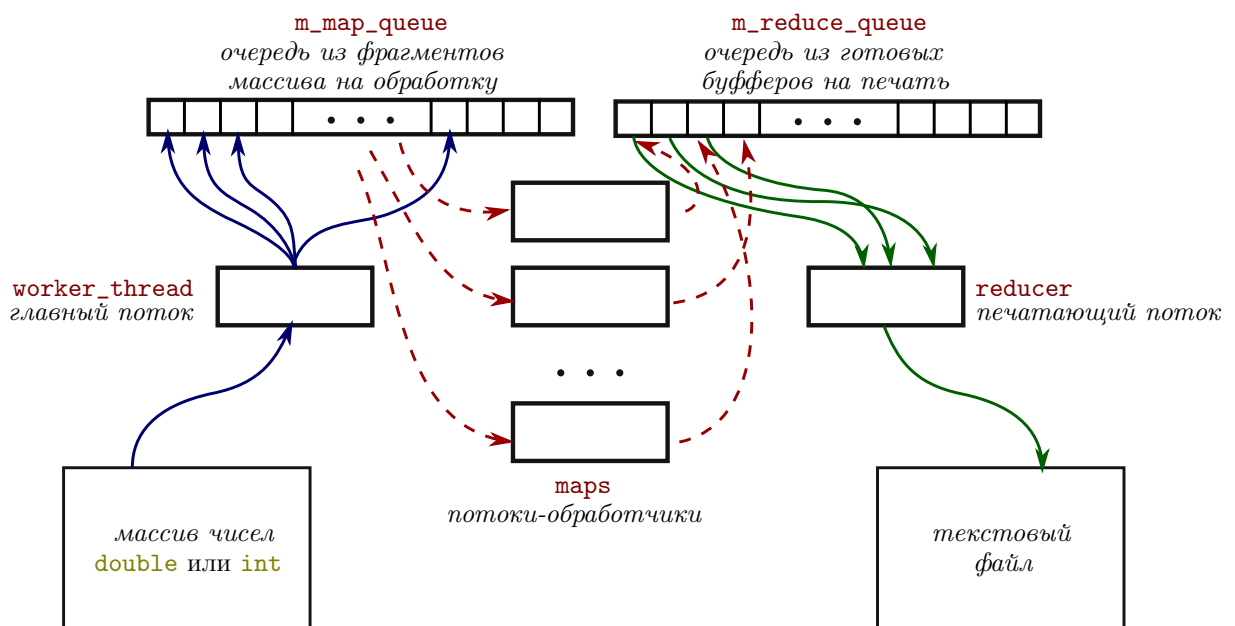 m_map_queue
очередь из фрагментов
массива на обработку
m_reduce_queue
очередь из готовых
буфферов на печать
worker_thread
главный поток
reducer
печатающий поток
maps
потоки-обработчики
массив чисел
double или int
текстовый
файл